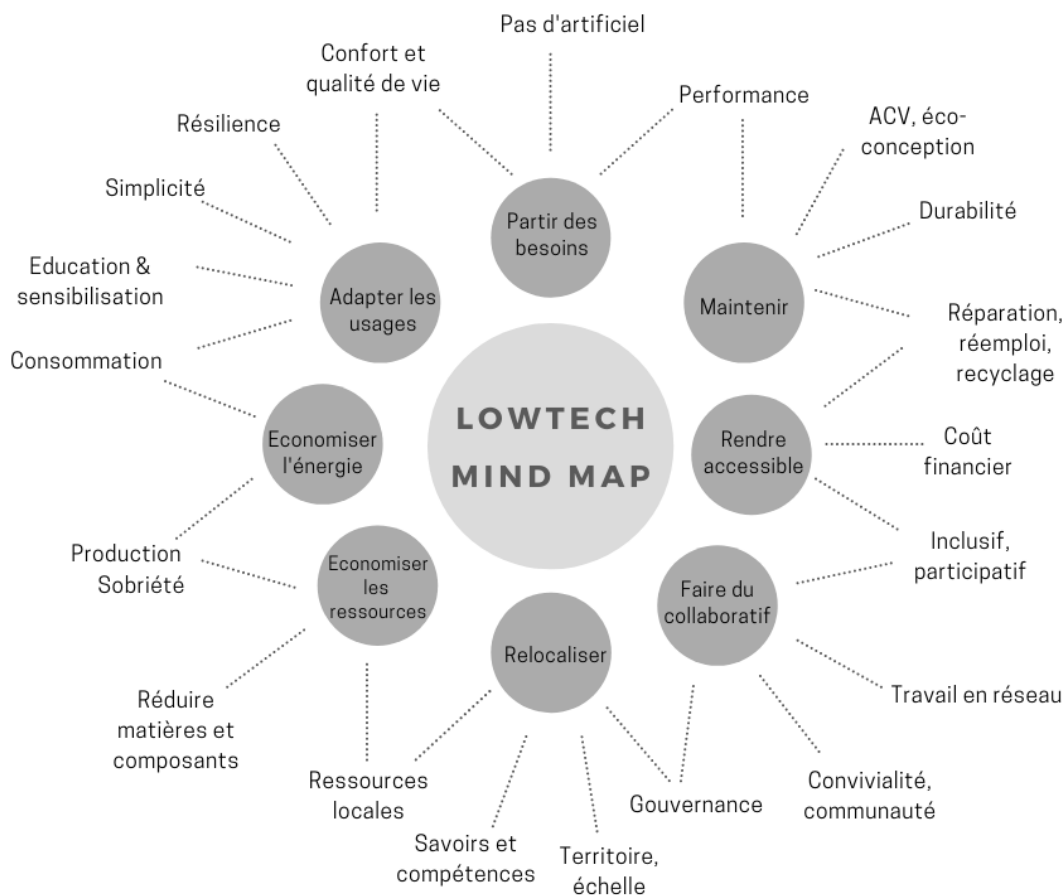 Pas d'artificiel
Confort et
qualité de vie
Performance
ACV, éco-
conception
Résilience
Simplicité
Durabilité
Partir des
besoins
Education &
sensibilisation
Adapter les
usages
Maintenir
Réparation,
réemploi,
recyclage
Consommation
LOWTECH
MIND MAP
Economiser
l'énergie
Rendre
accessible
Coût
financier
Production
Sobriété
Economiser
les
ressources
Faire du
collaboratif
Inclusif,
participatif
Relocaliser
Réduire
matières et
composants
Travail en réseau
Ressources
locales
Gouvernance
Convivialité,
communauté
Savoirs et
compétences
Territoire,
échelle